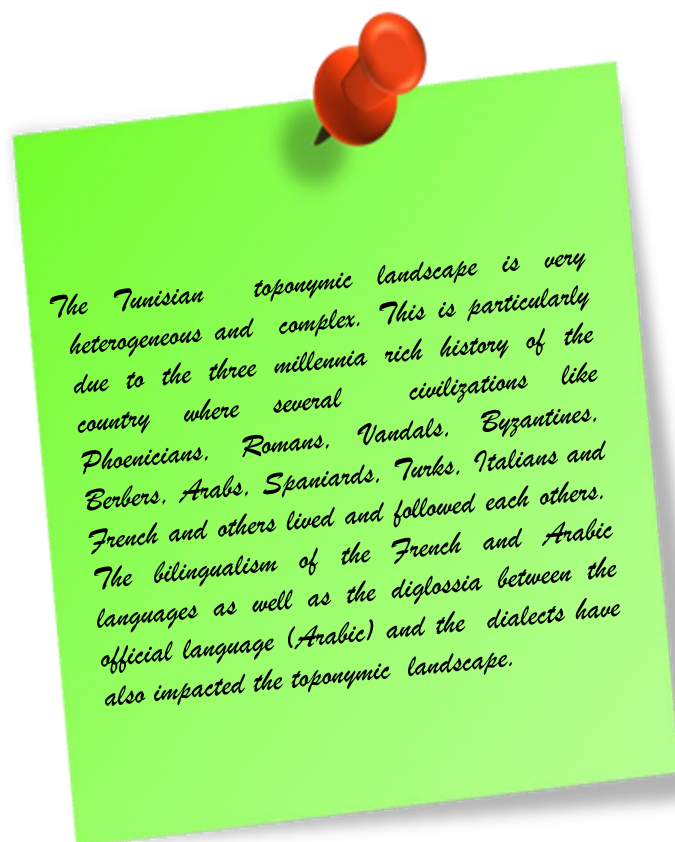 The Tunisian toponymic landscape is very
heterogeneous and complex. This is particularly
due to the three millennia rich history of the
country where several civilizations like
Phoenicians, Romans, Vandals, Byzantines,
Berbers, Arabs, Spaniards, Turks, Italians and
French and others lived and followed each others.
The bilingualism of the French and Arabic
languages as well as the diglossia between the
official language (Arabic) and the dialects have
also impacted the toponymic landscape.